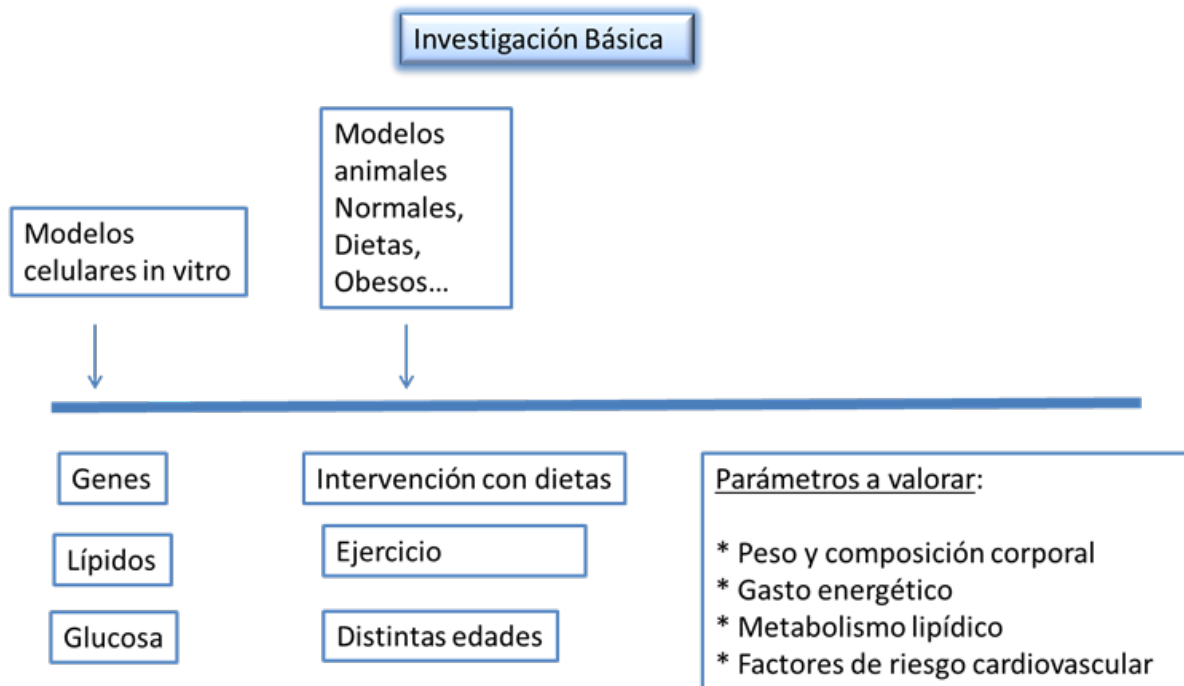 Investigación Básica
Modelos
celulares in vitro
Modelos
animales
Normales,
Dietas,
Obesos...
Genes
Lípidos
Glucosa
Intervención con dietas
Ejercicio
Distintas edades
Parámetros a valorar:
* Peso y composición corporal
* Gasto energético
* Metabolismo lipídico
* Factores de riesgo cardiovascular